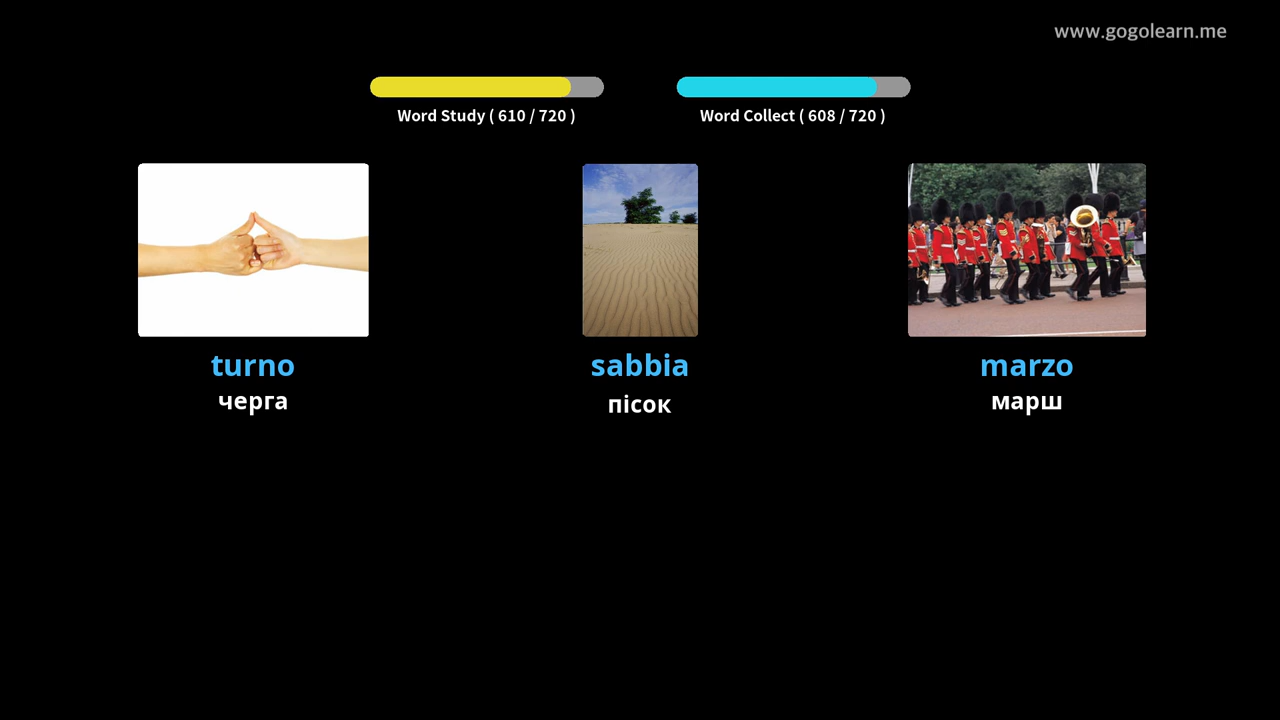 www.gogolearn.me
Word Study ( 610 / 720 )
Word Collect ( 608 / 720 )
turno
черга
sabbia
пісок
marzo
марш